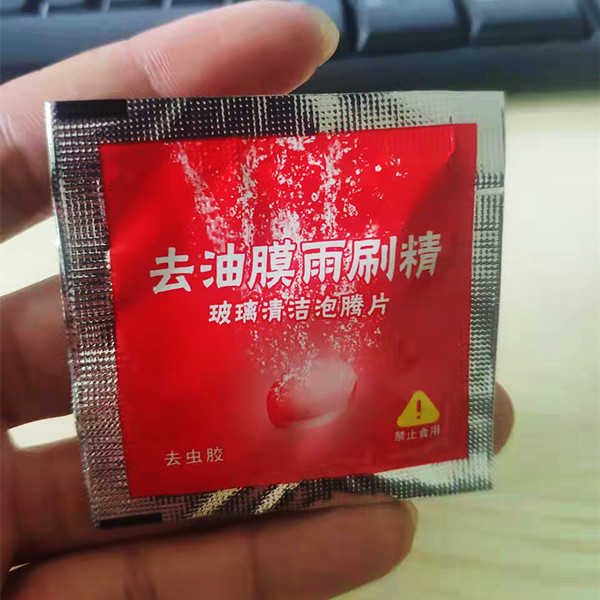 去油膜雨刷精
玻璃清洁泡腾片
去虫胶
禁止食用